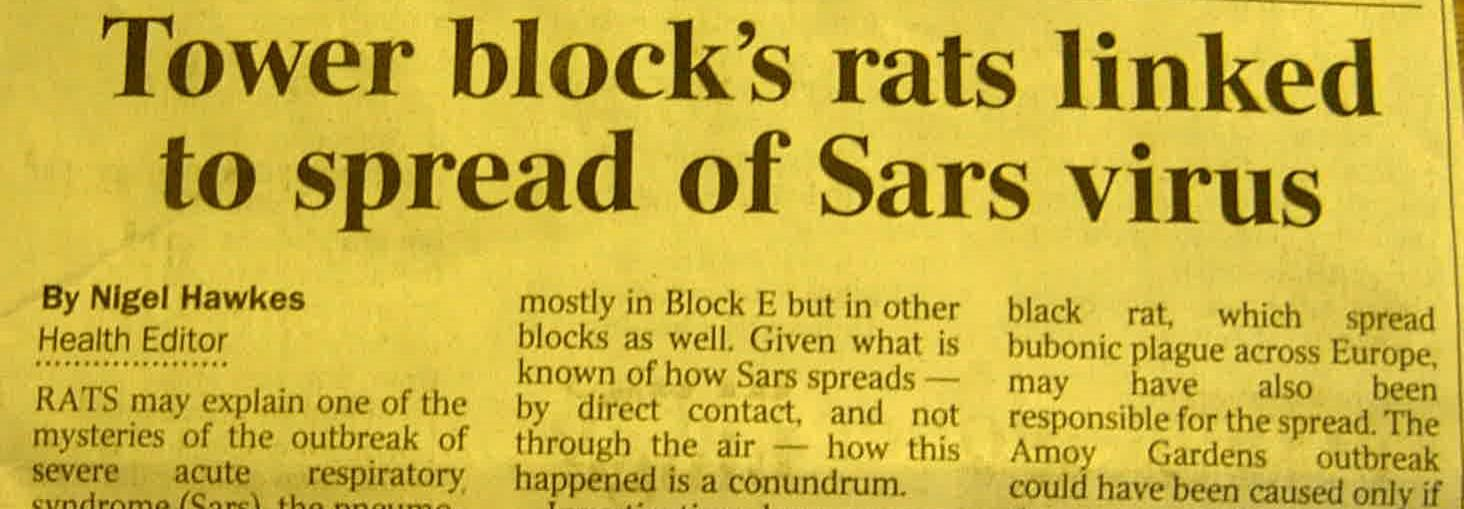 Tower block's rats linked
to spread of Sars virus
By Nigel Hawkes
Health Editor
RATS may explain one of the
mysteries of the outbreak of
severe acute respiratory
syndrome (Sars), the pneumo-
mostly in Block E but in other
blocks as well. Given what is
known of how Sars spreads —
by direct contact, and not
through the air — how this
happened is a conundrum.
black rat, which spread
bubonic plague across Europe,
may have also been
responsible for the spread. The
Amoy Gardens outbreak
could have been caused only if